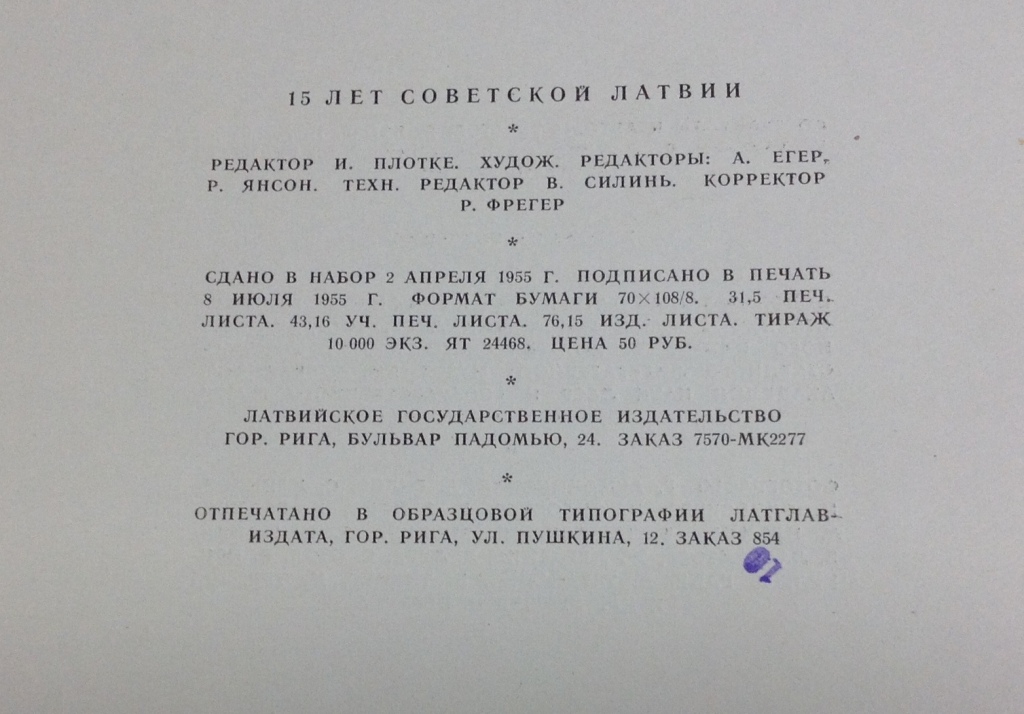 15 ЛЕТ СОВЕТСКОЙ ЛАТВИИ
*
РЕДАКТОР И. ПЛОТКЕ. ХУДОЖ. РЕДАКТОРЫ: А. ЕГЕР,
Р. ЯНСОН. ТЕХН. РЕДАКТОР В. СИЛИНЬ. КОРРЕКТОР
Р. ФРЕГЕР
*
СДАНО В НАБОР 2 АПРЕЛЯ 1955 Г. ПОДПИСАНО В ПЕЧАТЬ
8 ИЮЛЯ 1955 Г. ФОРМАТ БУМАГИ 70×108/8. 31,5 ПЕЧ.
ЛИСТА. 43,16 УЧ. ПЕЧ. ЛИСТА. 76,15 ИЗД. ЛИСТА. ТИРАЖ
10 000 ЭКЗ. ЯТ 24468. ЦЕНА 50 РУБ.
*
ЛАТВИЙСКОЕ ГОСУДАРСТВЕННОЕ ИЗДАТЕЛЬСТВО
ГОР. РИГА, БУЛЬВАР ПАДОМЬЮ, 24. ЗАКАЗ 7570-МК2277
*
ОТПЕЧАТАНО В ОБРАЗЦОВОЙ ТИПОГРАФИИ ЛАТГЛАВ-
ИЗДАТА, ГОР. РИГА, УЛ. ПУШКИНА, 12. ЗАКАЗ 854